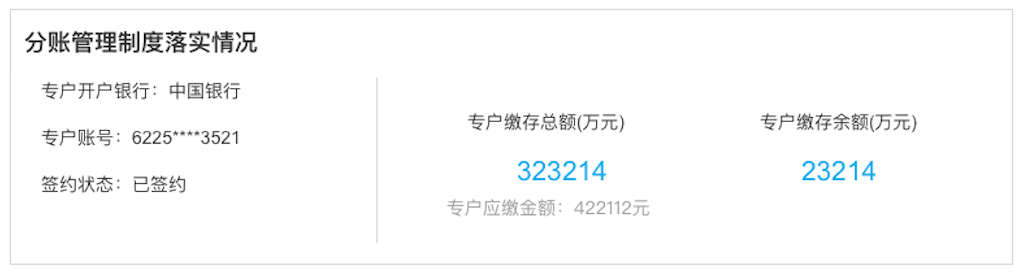 分账管理制度落实情况
专户开户银行：中国银行
专户账号：6225****3521
签约状态：已签约
专户缴存总额(万元)
323214
专户应缴金额：422112元
专户缴存余额(万元)
23214